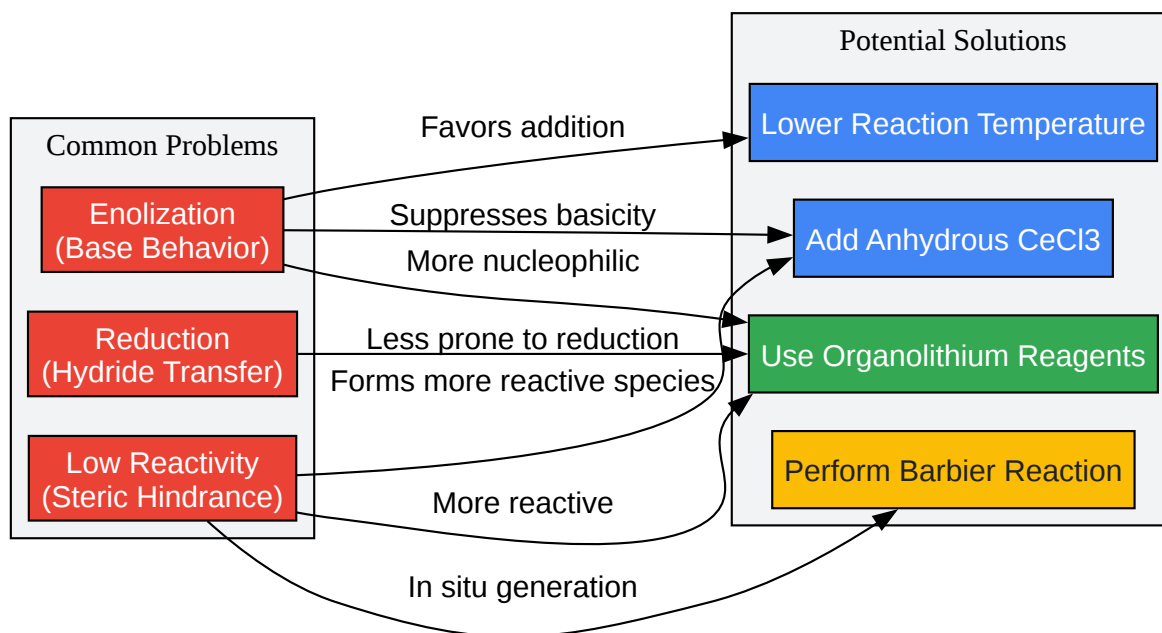 Common Problems
Enolization
(Base Behavior)
Reduction
(Hydride Transfer)
Low Reactivity
(Steric Hindrance)
Favors addition
Suppresses basicity
More nucleophilic
Less prone to reduction
Forms more reactive species
More reactive
In situ generation
Potential Solutions
Lower Reaction Temperature
Add Anhydrous CeCl3
Use Organolithium Reagents
Perform Barbier Reaction